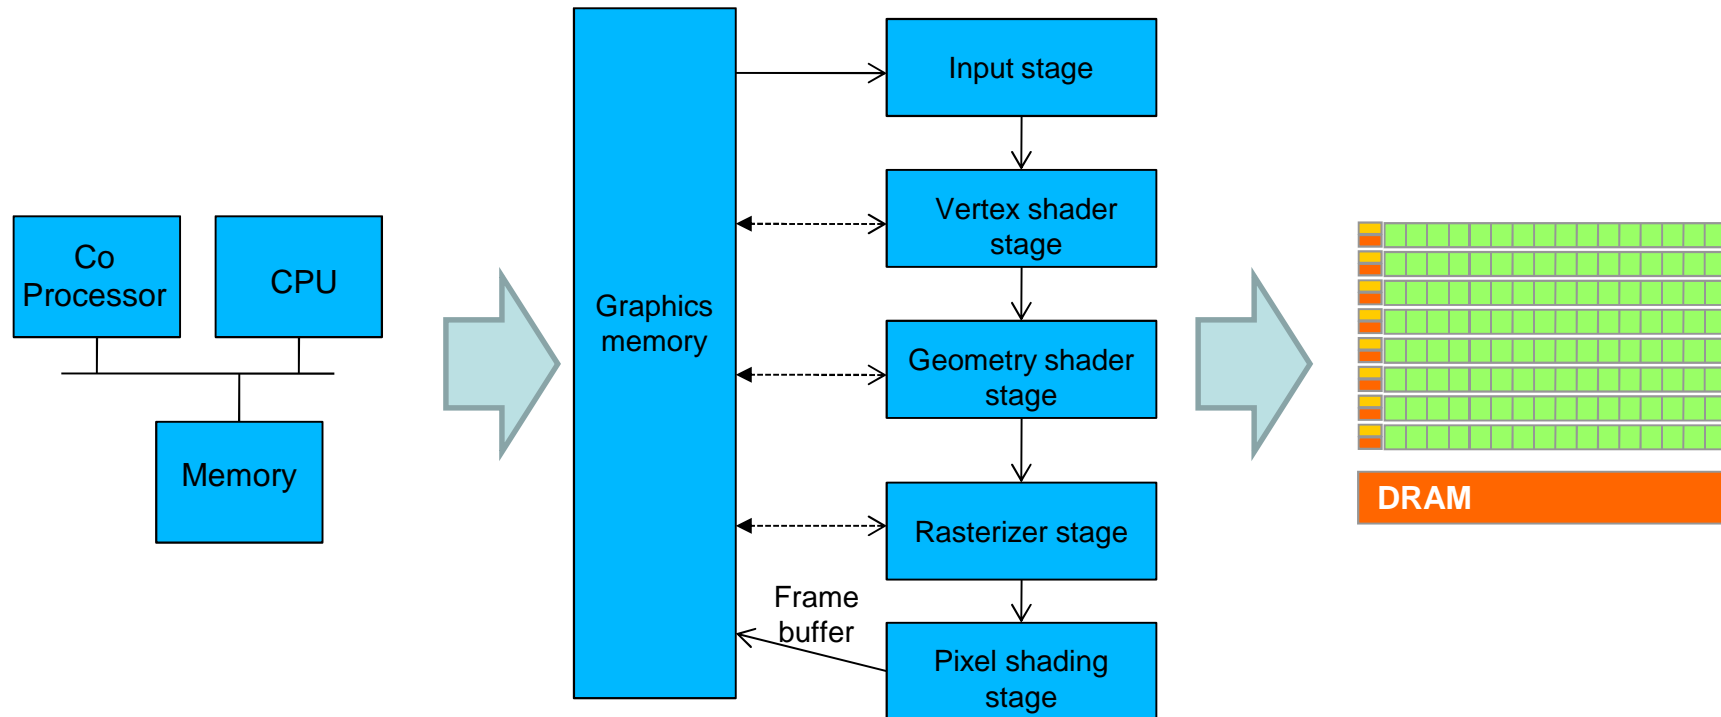 Co
Processor
CPU
Memory
Graphics
memory
Input stage
Vertex shader
stage
Geometry shader
stage
Rasterizer stage
Frame
buffer
Pixel shading
stage
DRAM